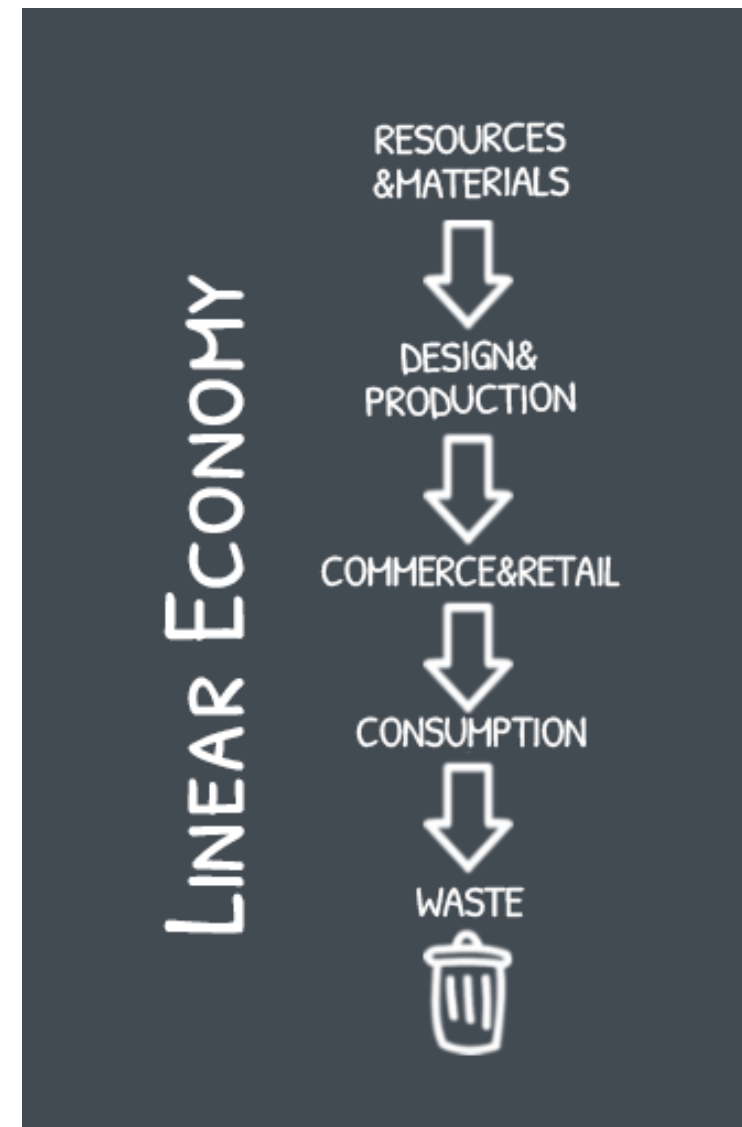 LINEAR ECONOMY
RESOURCES
&MATERIALS
DESIGN&
PRODUCTION
COMMERCE&RETAIL
CONSUMPTION
WASTE